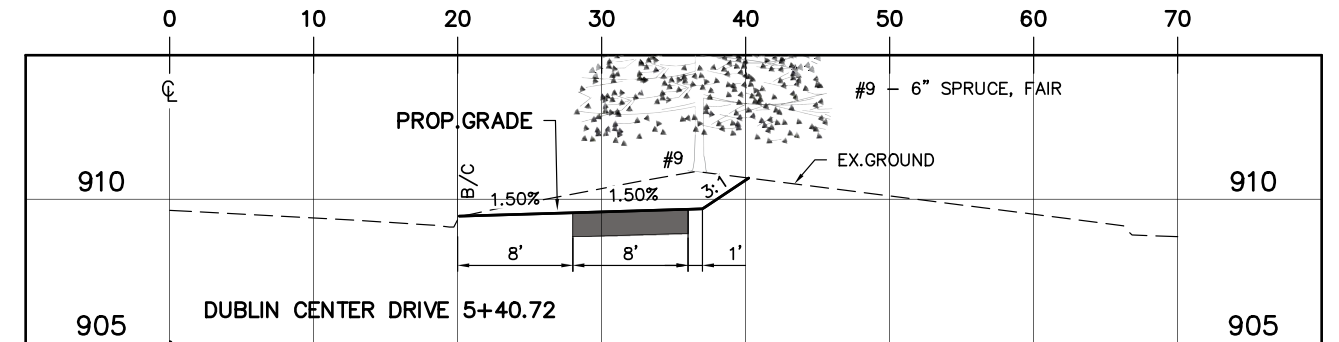 0 10 20 30 40 50 60 70
℄
#9 - 6" SPRUCE, FAIR
PROP.GRADE
#9
EX.GROUND
910
B/C
1.50%
1.50%
3:1
910
8'
8'
1'
DUBLIN CENTER DRIVE 5+40.72
905
905